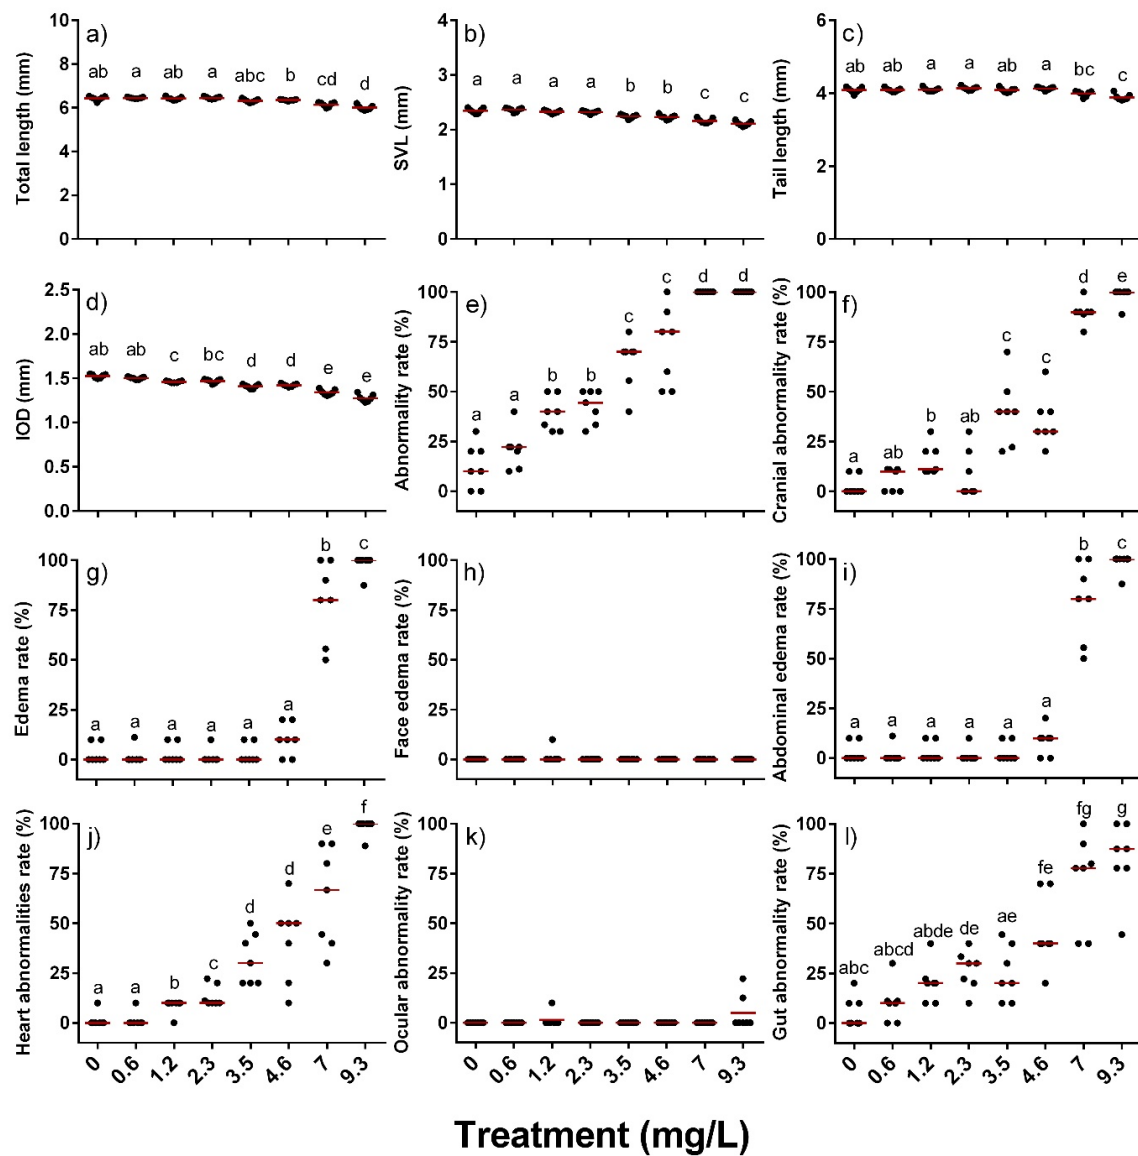 a)
Total length (mm)
10
8
6
4
2
0
ab a ab a abc b cd d
b)
SVL (mm)
4
3
2
1
0
a a a a b b c c
c)
Tail length (mm)
6
4
2
0
ab ab a a ab a bc c
d)
IOD (mm)
2.5
2.0
1.5
1.0
0.5
0.0
ab ab c bc d d e e
e)
Abnormality rate (%)
100
75
50
25
0
a a b b c c d d
f)
Cranial abnormality rate (%)
100
75
50
25
0
a ab b ab c c d e
g)
Edema rate (%)
100
75
50
25
0
a a a a a a b c
h)
Face edema rate (%)
100
75
50
25
0
i)
Abdominal edema rate (%)
100
75
50
25
0
a a a a a a b c
j)
Heart abnormalities rate (%)
100
75
50
25
0
a a b c d d e f
0 0.6 1.2 2.3 3.5 4.6 7 9.3
k)
Ocular abnormality rate (%)
100
75
50
25
0
0 0.6 1.2 2.3 3.5 4.6 7 9.3
l)
Gut abnormality rate (%)
100
75
50
25
0
abc abcd abde de ae fe fg g
0 0.6 1.2 2.3 3.5 4.6 7 9.3
Treatment (mg/L)